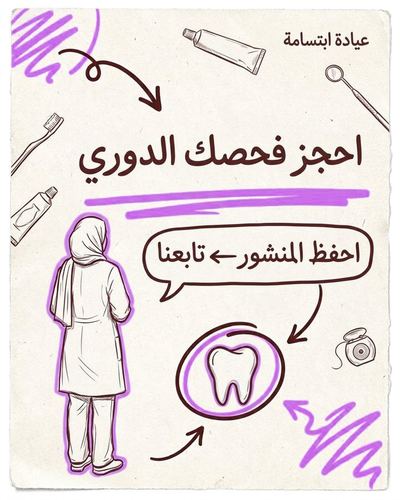 عيادة ابتسامة
احجز فحصك الدوري
احفظ المنشور ← تابعنا